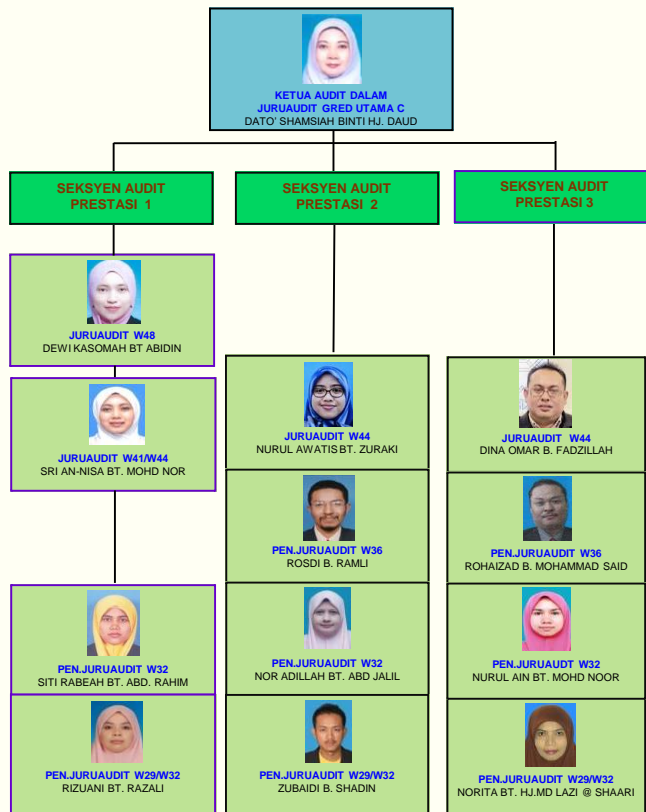 KETUA AUDIT DALAM
JURUAUDIT GRED UTAMA C
DATO' SHAMSIAH BINTI HJ. DAUD
SEKSYEN AUDIT
PRESTASI 1
SEKSYEN AUDIT
PRESTASI 2
SEKSYEN AUDIT
PRESTASI 3
JURUAUDIT W48
DEWI KASOMAH BT ABIDIN
JURUAUDIT W41/W44
SRI AN-NISA BT. MOHD NOR
PEN.JURUAUDIT W32
SITI RABEAH BT. ABD. RAHIM
PEN.JURUAUDIT W29/W32
RIZUANI BT. RAZALI
JURUAUDIT W44
NURUL AWATIS BT. ZURAKI
PEN.JURUAUDIT W36
ROSDI B. RAMLI
PEN.JURUAUDIT W32
NOR ADILLAH BT. ABD JALIL
PEN.JURUAUDIT W29/W32
ZUBAIDI B. SHADIN
JURUAUDIT W44
DINA OMAR B. FADZILLAH
PEN.JURUAUDIT W36
ROHAIZAD B. MOHAMMAD SAID
PEN.JURUAUDIT W32
NURUL AIN BT. MOHD NOOR
PEN.JURUAUDIT W29/W32
NORITA BT. HJ.MD LAZI @ SHAARI